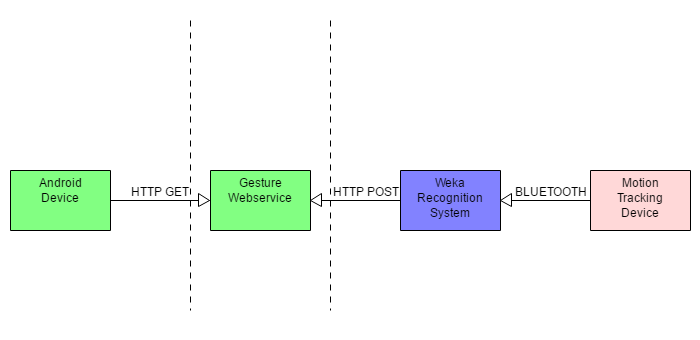 Android
Device
HTTP GET
Gesture
Webservice
HTTP POST
Weka
Recognition
System
BLUETOOTH
Motion
Tracking
Device